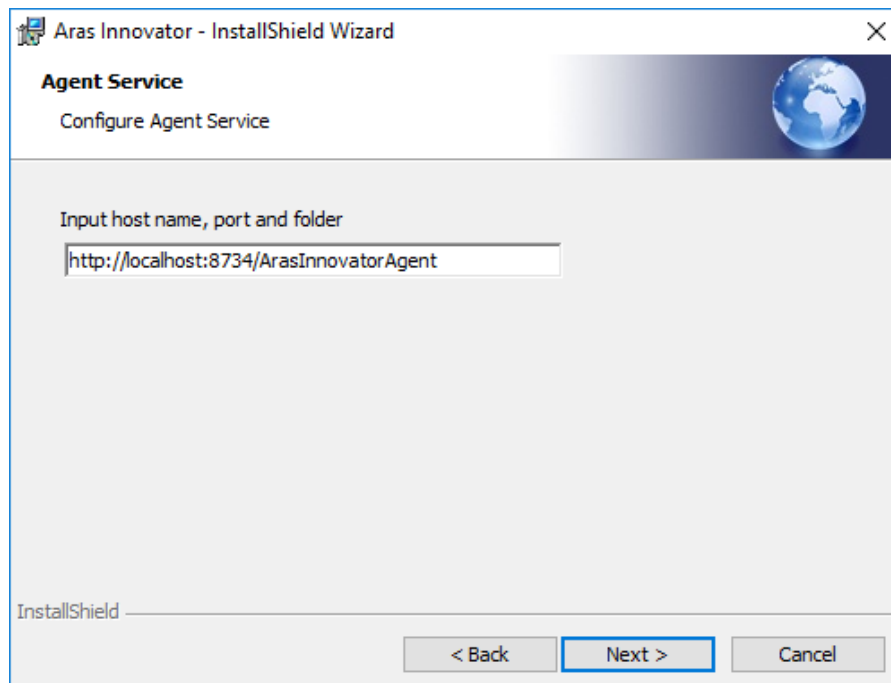 Aras Innovator - InstallShield Wizard
Agent Service
Configure Agent Service
Input host name, port and folder
http://localhost:8734/ArasInnovatorAgent
InstallShield
< Back
Next >
Cancel